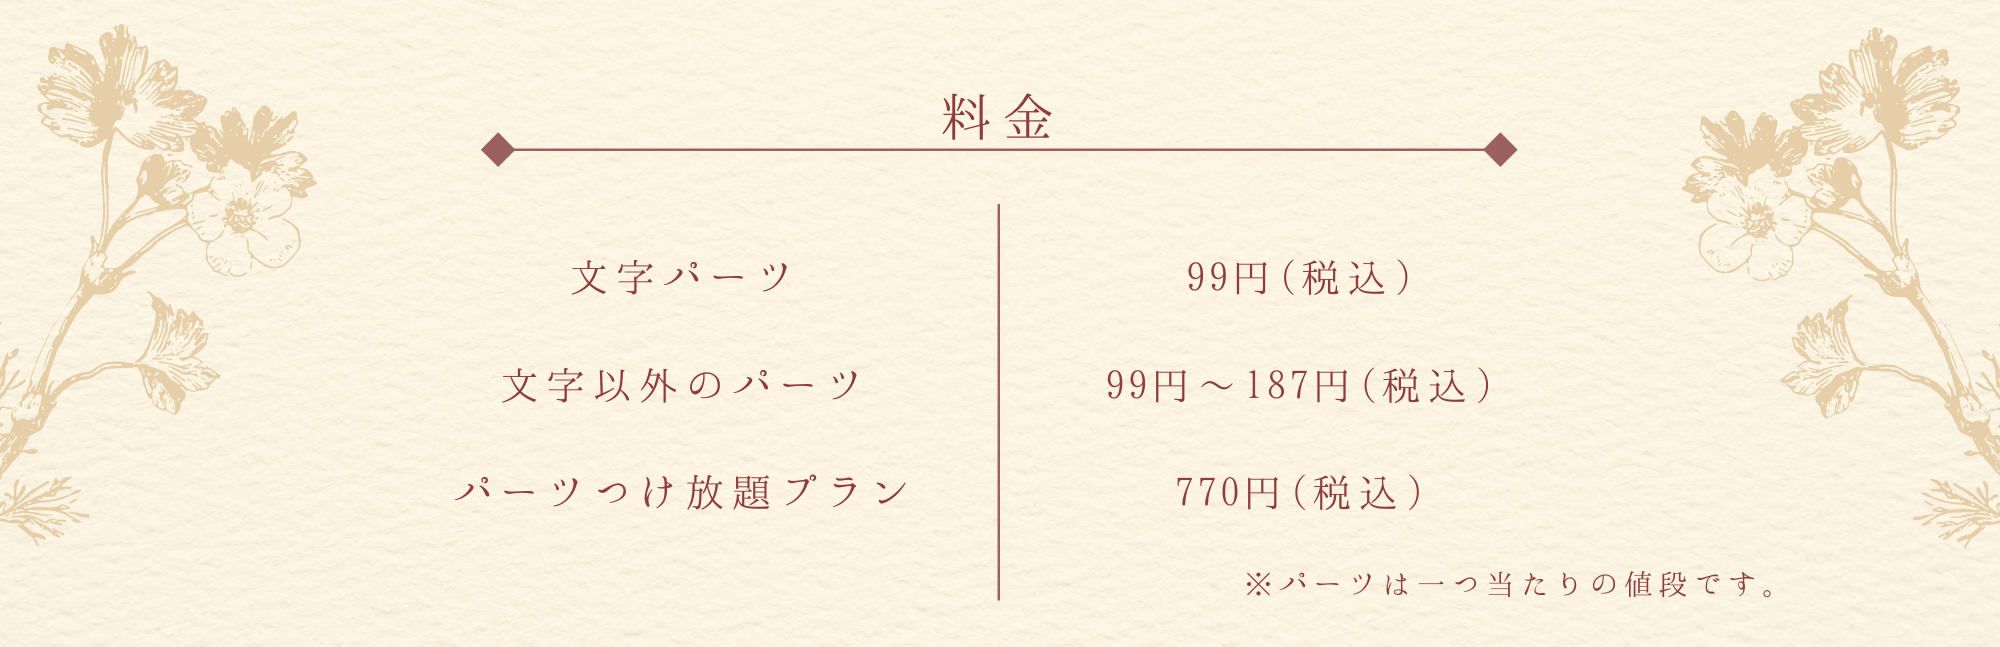 料金
文字パーツ 99円(税込)
文字以外のパーツ 99円～187円(税込)
パーツつけ放題プラン 770円(税込)
※パーツは一つ当たりの値段です。